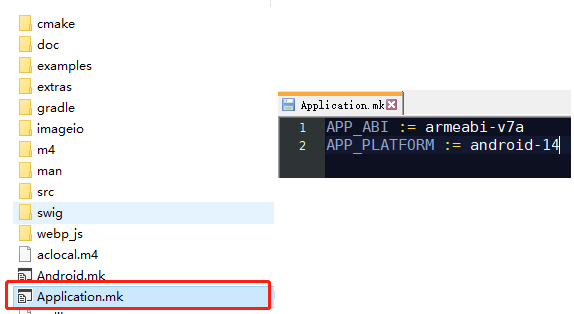 cmake
doc
examples
extras
gradle
imageio
m4
man
src
swig
webp_js
aclocal.m4
Android.mk
Application.mk
Application.mk
1 APP_ABI := armeabi-v7a
2 APP_PLATFORM := android-14